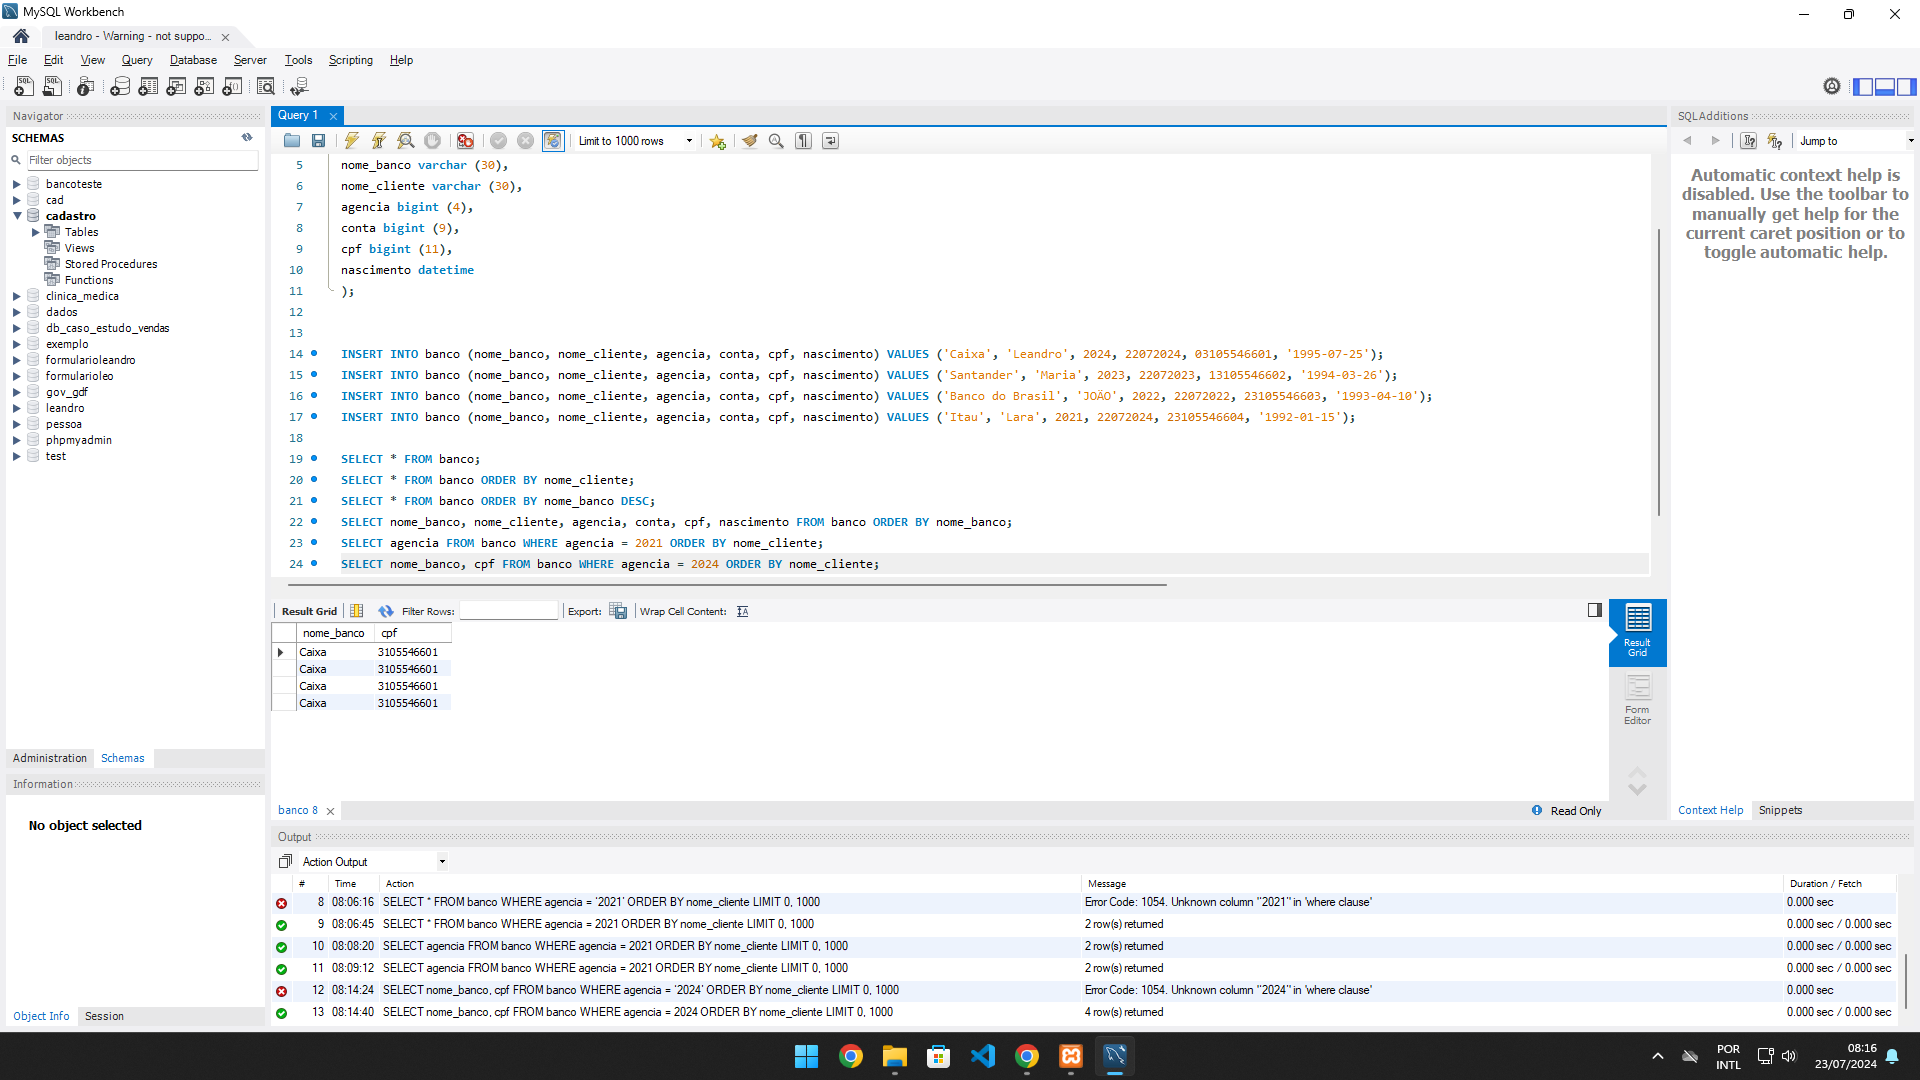 MySQL Workbench
leandro - Warning - not suppo...
File Edit View Query Database Server Tools Scripting Help
Navigator
SCHEMAS
Filter objects
bancoteste
cad
cadastro
Tables
Views
Stored Procedures
Functions
clinica_medica
dados
db_caso_estudo_vendas
exemplo
formularioleandro
formularioleo
gov_gdf
leandro
pessoa
phpmyadmin
test
Administration Schemas
Information
No object selected
Object Info Session
Query 1
Limit to 1000 rows
5 nome_banco varchar (30),
6 nome_cliente varchar (30),
7 agencia bigint (4),
8 conta bigint (9),
9 cpf bigint (11),
10 nascimento datetime
11 );
12
13
14 INSERT INTO banco (nome_banco, nome_cliente, agencia, conta, cpf, nascimento) VALUES ('Caixa', 'Leandro', 2024, 22072024, 03105546601, '1995-07-25');
15 INSERT INTO banco (nome_banco, nome_cliente, agencia, conta, cpf, nascimento) VALUES ('Santander', 'Maria', 2023, 22072023, 13105546602, '1994-03-26');
16 INSERT INTO banco (nome_banco, nome_cliente, agencia, conta, cpf, nascimento) VALUES ('Banco do Brasil', 'JOÃO', 2022, 22072022, 23105546603, '1993-04-10');
17 INSERT INTO banco (nome_banco, nome_cliente, agencia, conta, cpf, nascimento) VALUES ('Itau', 'Lara', 2021, 22072024, 23105546604, '1992-01-15');
18
19 SELECT * FROM banco;
20 SELECT * FROM banco ORDER BY nome_cliente;
21 SELECT * FROM banco ORDER BY nome_banco DESC;
22 SELECT nome_banco, nome_cliente, agencia, conta, cpf, nascimento FROM banco ORDER BY nome_banco;
23 SELECT agencia FROM banco WHERE agencia = 2021 ORDER BY nome_cliente;
24 SELECT nome_banco, cpf FROM banco WHERE agencia = 2024 ORDER BY nome_cliente;
Result Grid Filter Rows: Export: Wrap Cell Content:
nome_banco cpf
Caixa 3105546601
Caixa 3105546601
Caixa 3105546601
Caixa 3105546601
Result Grid
Form Editor
banco 8
Read Only
SQLAdditions
Jump to
Automatic context help is
disabled. Use the toolbar to
manually get help for the
current caret position or to
toggle automatic help.
Context Help Snippets
Output
Action Output
# Time Action Message Duration / Fetch
8 08:06:16 SELECT * FROM banco WHERE agencia = '2021' ORDER BY nome_cliente LIMIT 0, 1000 Error Code: 1054. Unknown column ''2021'' in 'where clause' 0.000 sec
9 08:06:45 SELECT * FROM banco WHERE agencia = 2021 ORDER BY nome_cliente LIMIT 0, 1000 2 row(s) returned 0.000 sec / 0.000 sec
10 08:08:20 SELECT agencia FROM banco WHERE agencia = 2021 ORDER BY nome_cliente LIMIT 0, 1000 2 row(s) returned 0.000 sec / 0.000 sec
11 08:09:12 SELECT agencia FROM banco WHERE agencia = 2021 ORDER BY nome_cliente LIMIT 0, 1000 2 row(s) returned 0.000 sec / 0.000 sec
12 08:14:24 SELECT nome_banco, cpf FROM banco WHERE agencia = '2024' ORDER BY nome_cliente LIMIT 0, 1000 Error Code: 1054. Unknown column ''2024'' in 'where clause' 0.000 sec
13 08:14:40 SELECT nome_banco, cpf FROM banco WHERE agencia = 2024 ORDER BY nome_cliente LIMIT 0, 1000 4 row(s) returned 0.000 sec / 0.000 sec
POR
INTL
08:16
23/07/2024